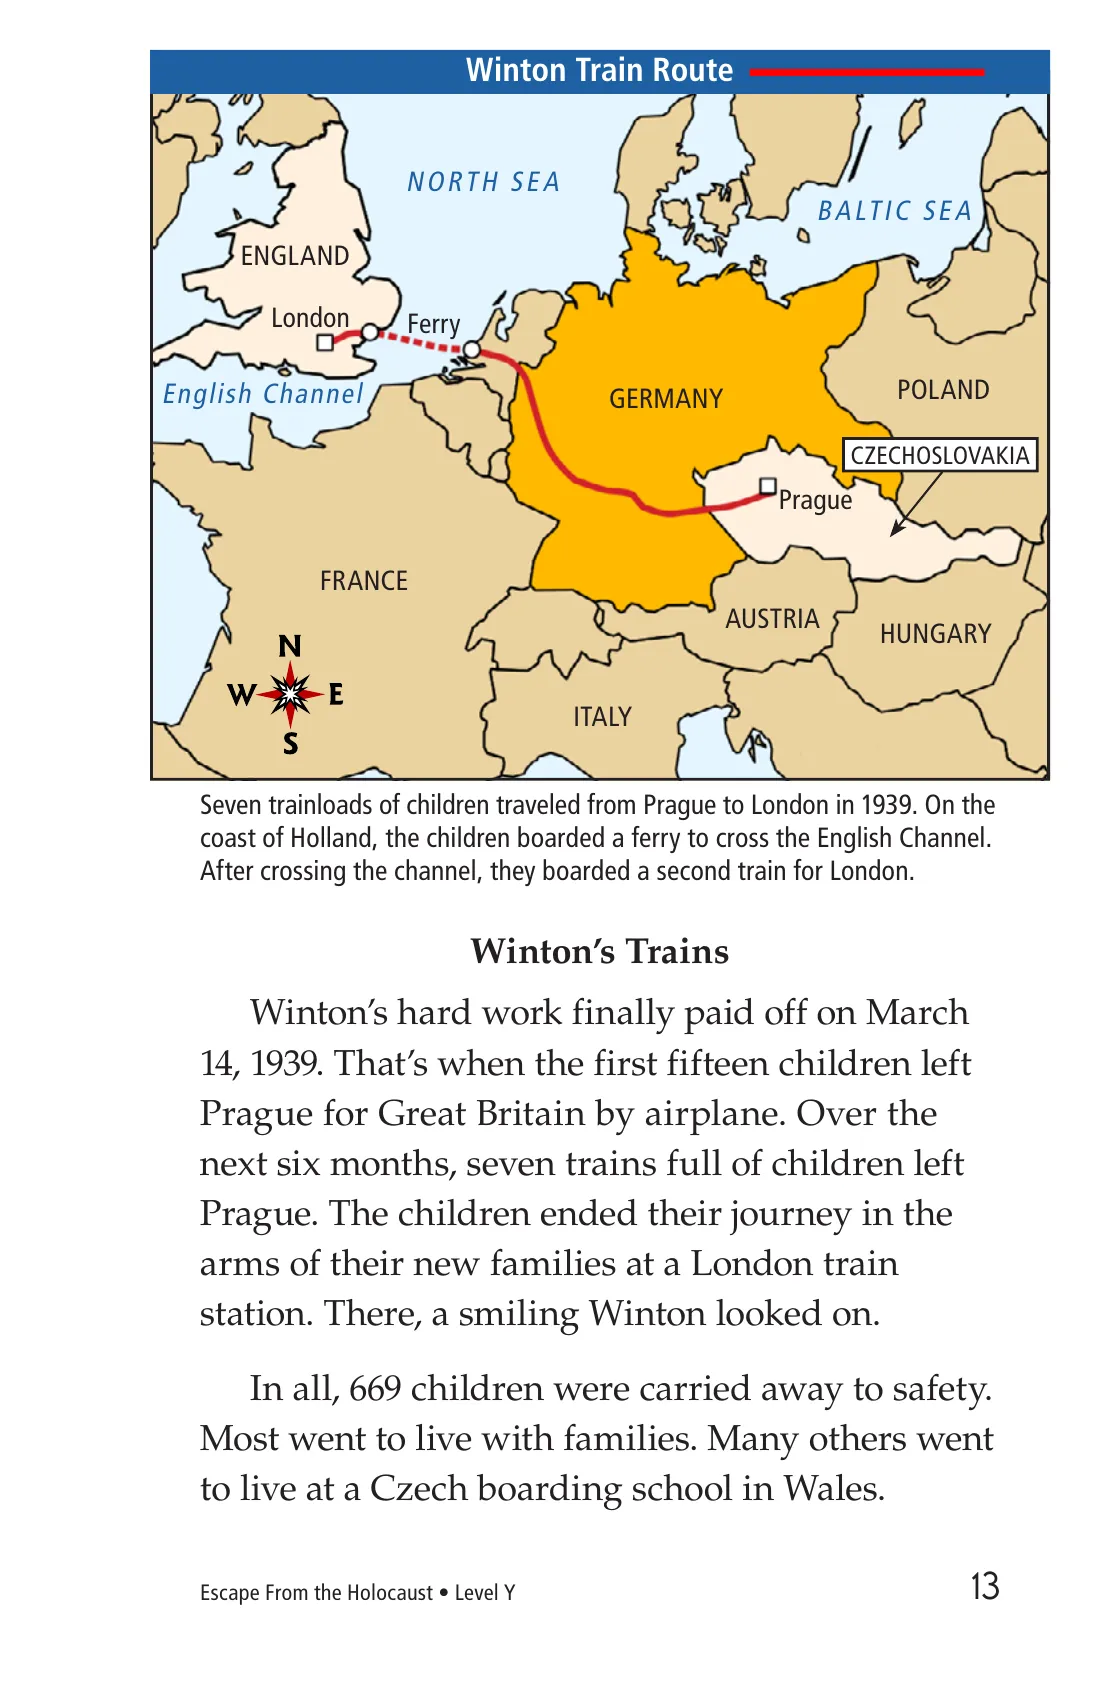 Winton Train Route
NORTH SEA
BALTIC SEA
ENGLAND
London
Ferry
English Channel
GERMANY
POLAND
CZECHOSLOVAKIA
Prague
FRANCE
AUSTRIA
HUNGARY
N
W E
S
ITALY
Seven trainloads of children traveled from Prague to London in 1939. On the
coast of Holland, the children boarded a ferry to cross the English Channel.
After crossing the channel, they boarded a second train for London.
Winton’s Trains
Winton’s hard work finally paid off on March
14, 1939. That’s when the first fifteen children left
Prague for Great Britain by airplane. Over the
next six months, seven trains full of children left
Prague. The children ended their journey in the
arms of their new families at a London train
station. There, a smiling Winton looked on.
In all, 669 children were carried away to safety.
Most went to live with families. Many others went
to live at a Czech boarding school in Wales.
Escape From the Holocaust • Level Y
13